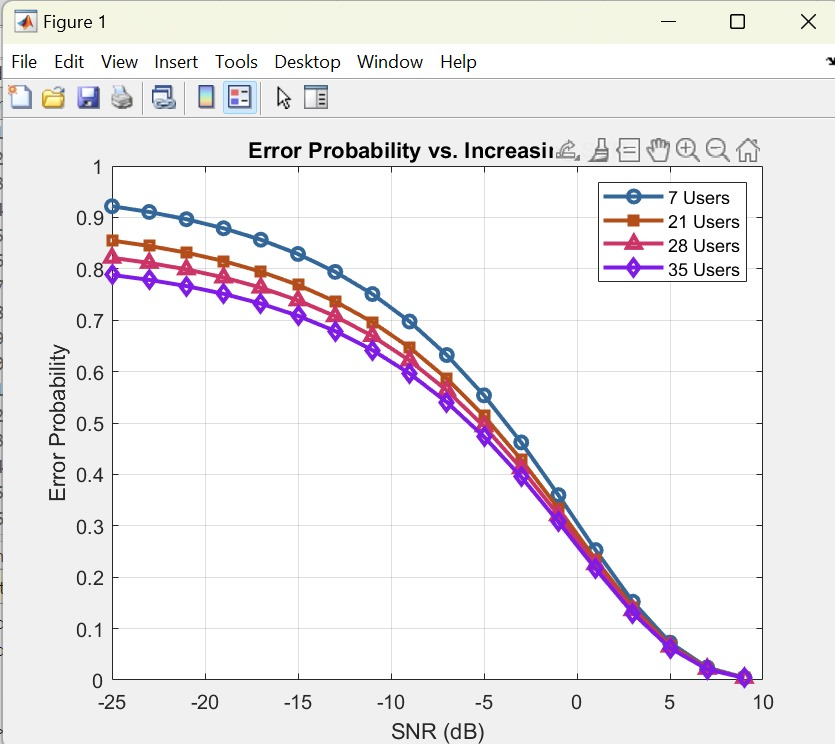 Figure 1
File Edit View Insert Tools Desktop Window Help
Error Probability vs. Increasin
1
0.9
0.8
0.7
0.6
0.5
0.4
0.3
0.2
0.1
0
Error Probability
7 Users
21 Users
28 Users
35 Users
-25 -20 -15 -10 -5 0 5 10
SNR (dB)